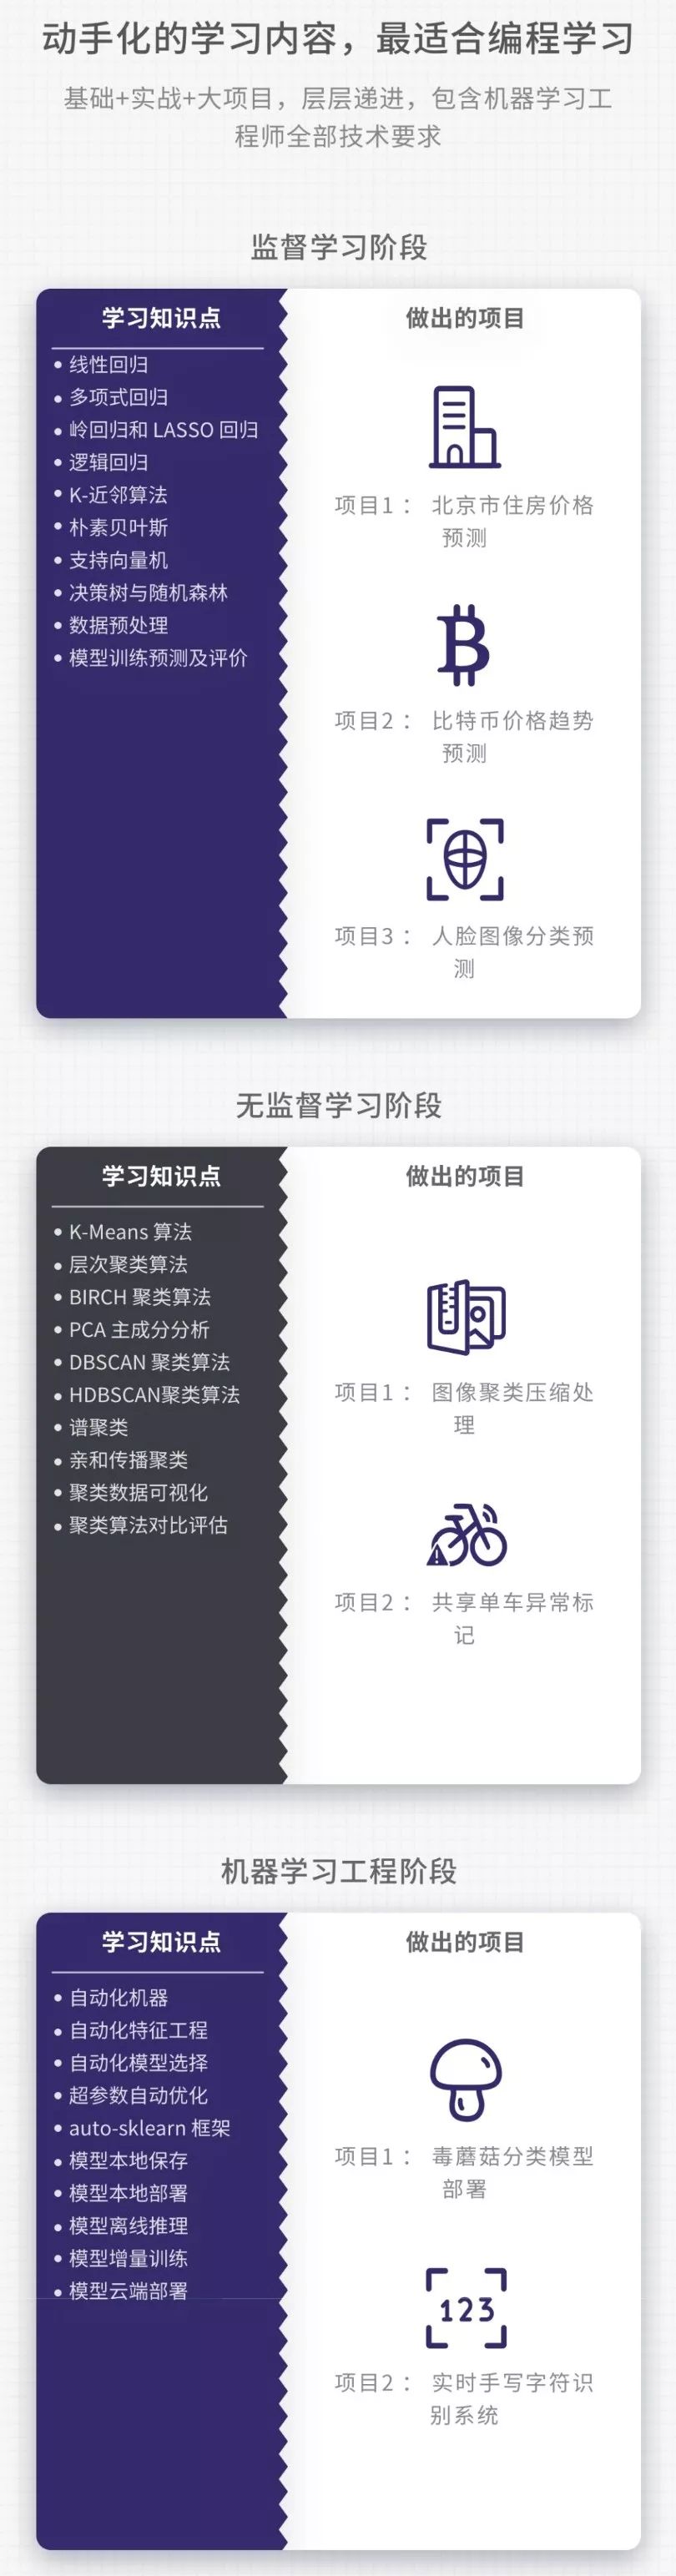 动手化的学习内容，最适合编程学习
基础+实战+大项目，层层递进，包含机器学习工
程师全部技术要求
监督学习阶段
学习知识点
线性回归
多项式回归
岭回归和 LASSO 回归
逻辑回归
K-近邻算法
朴素贝叶斯
支持向量机
决策树与随机森林
数据预处理
模型训练预测及评价
做出的项目
项目1： 北京市住房价格
预测
项目2： 比特币价格趋势
预测
项目3： 人脸图像分类预
测
无监督学习阶段
学习知识点
K-Means 算法
层次聚类算法
BIRCH 聚类算法
PCA 主成分分析
DBSCAN 聚类算法
HDBSCAN聚类算法
谱聚类
亲和传播聚类
聚类数据可视化
聚类算法对比评估
做出的项目
项目1： 图像聚类压缩处
理
项目2： 共享单车异常标
记
机器学习工程阶段
学习知识点
自动化机器
自动化特征工程
自动化模型选择
超参数自动优化
auto-sklearn 框架
模型本地保存
模型本地部署
模型离线推理
模型增量训练
模型云端部署
做出的项目
项目1： 毒蘑菇分类模型
部署
123
项目2： 实时手写字符识
别系统